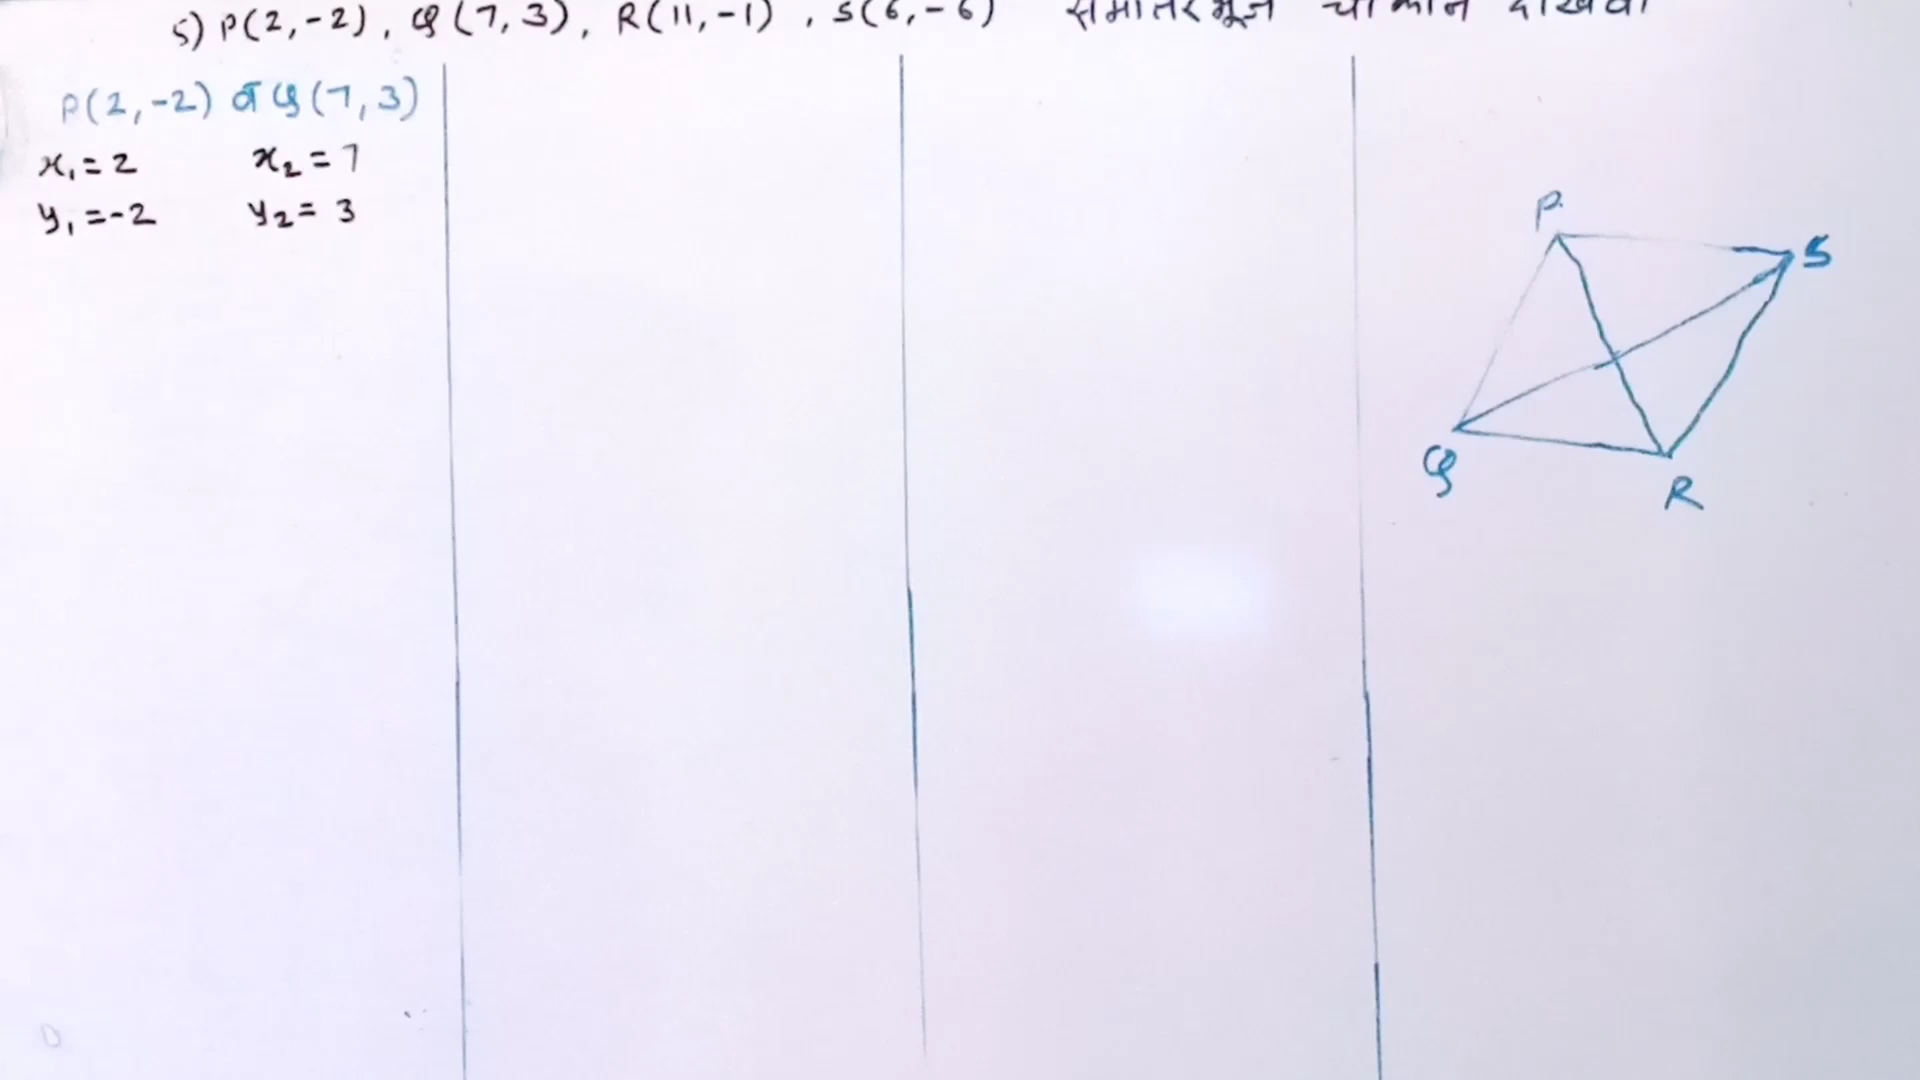 5) P(2,-2), Q(7,3), R(11,-1), S(6,-6) समांतरभूज चौकोन दाखवा
P(2,-2) व Q(7,3)
x₁=2 x₂=7
y₁=-2 y₂=3
P
S
Q
R